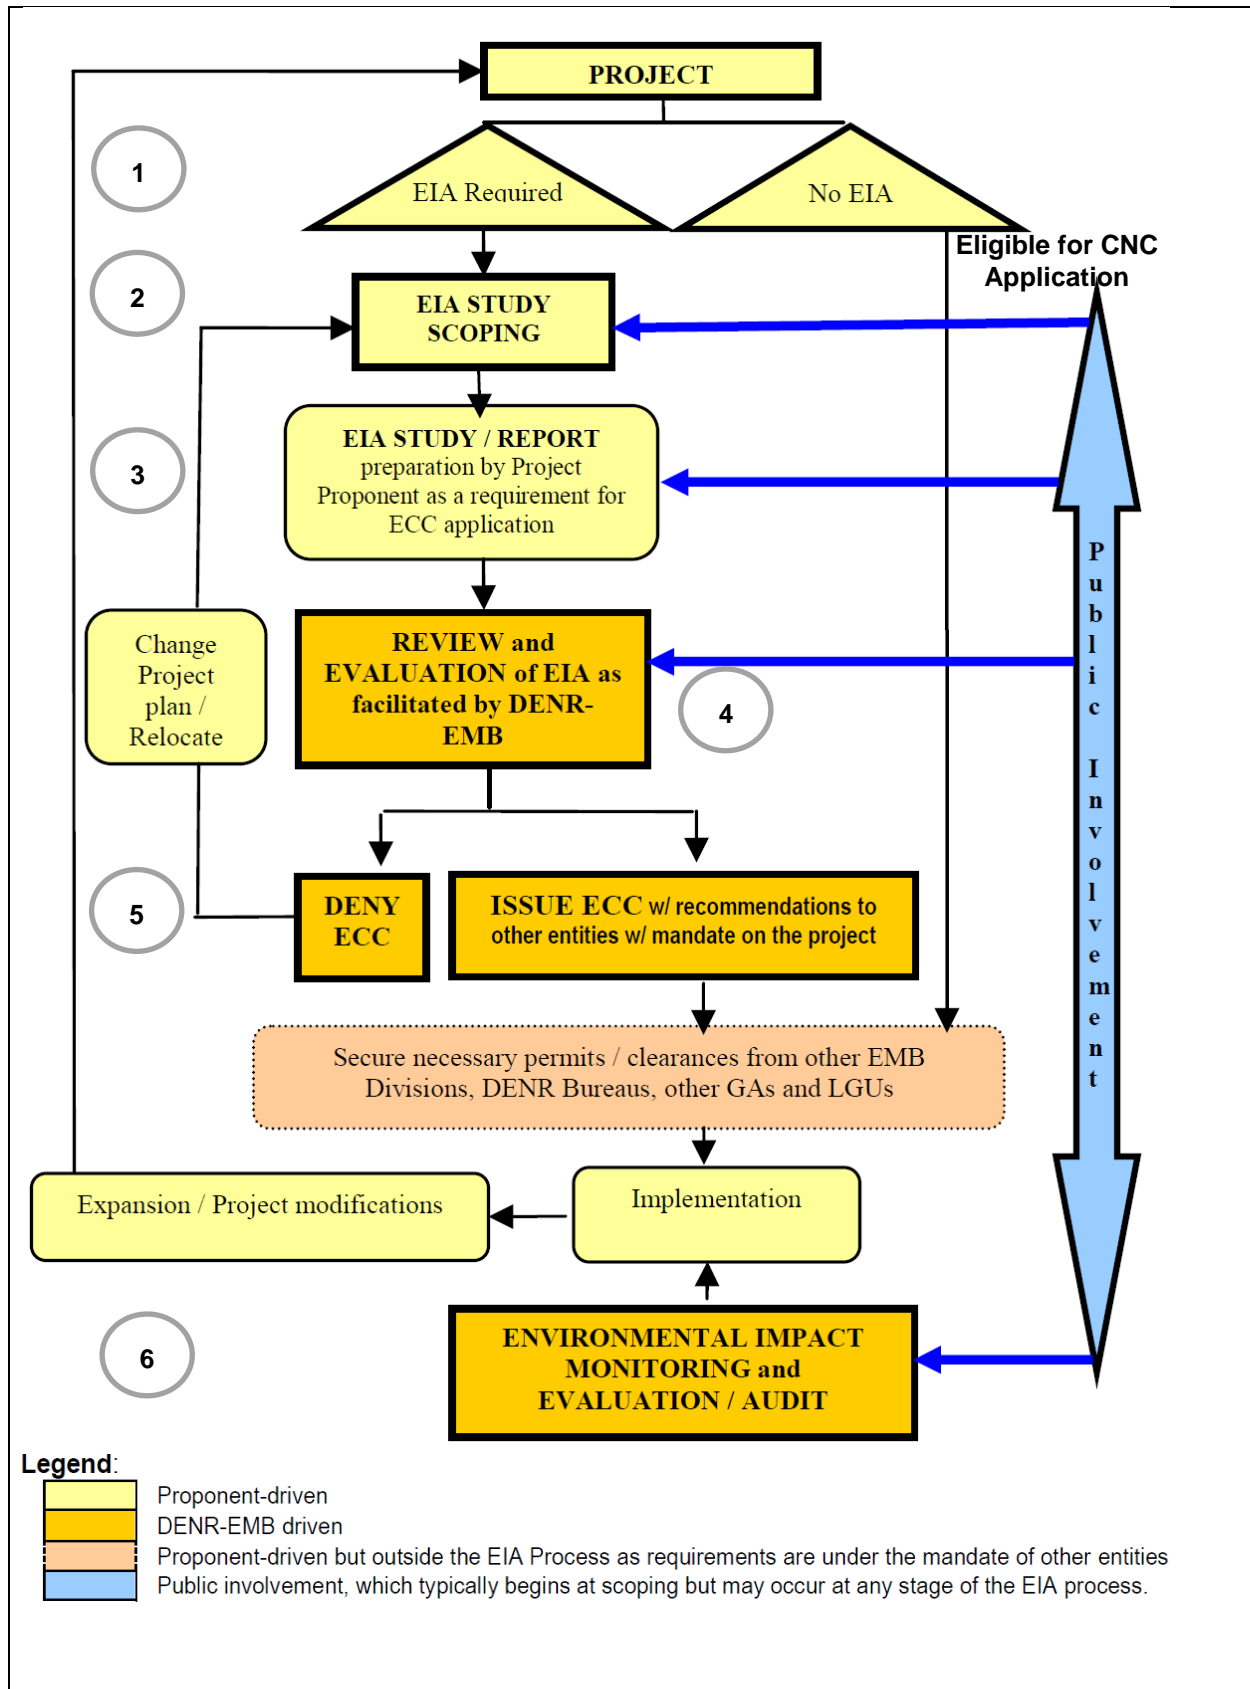 PROJECT
1
EIA Required
No EIA
Eligible for CNC
Application
2
EIA STUDY
SCOPING
3
EIA STUDY / REPORT
preparation by Project
Proponent as a requirement for
ECC application
Public Involvement
Change
Project
plan /
Relocate
REVIEW and
EVALUATION of EIA as
facilitated by DENR-
EMB
4
5
DENY
ECC
ISSUE ECC w/ recommendations to
other entities w/ mandate on the project
Secure necessary permits / clearances from other EMB
Divisions, DENR Bureaus, other GAs and LGUs
Expansion / Project modifications
Implementation
6
ENVIRONMENTAL IMPACT
MONITORING and
EVALUATION / AUDIT
Legend:
Proponent-driven
DENR-EMB driven
Proponent-driven but outside the EIA Process as requirements are under the mandate of other entities
Public involvement, which typically begins at scoping but may occur at any stage of the EIA process.